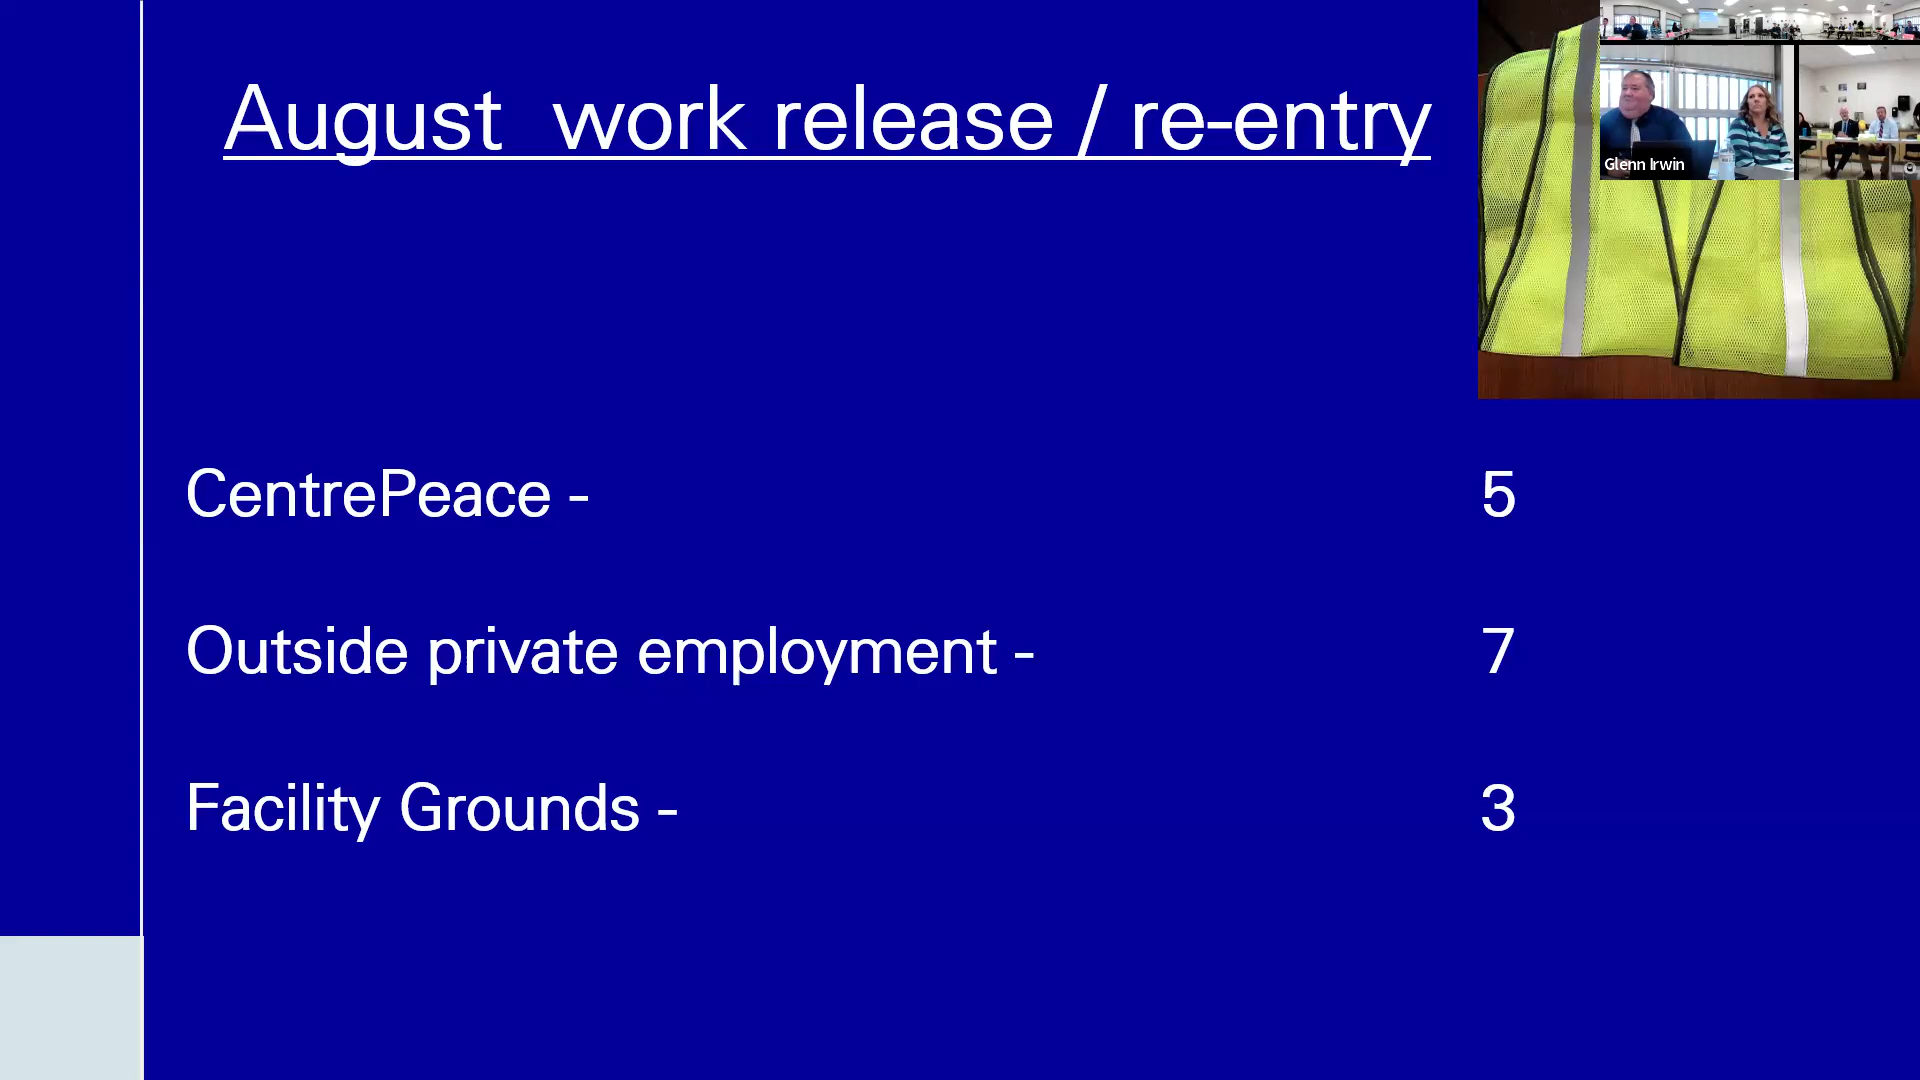 August  work release / re-entry
Glenn Irwin
CentrePeace - 5
Outside private employment - 7
Facility Grounds - 3